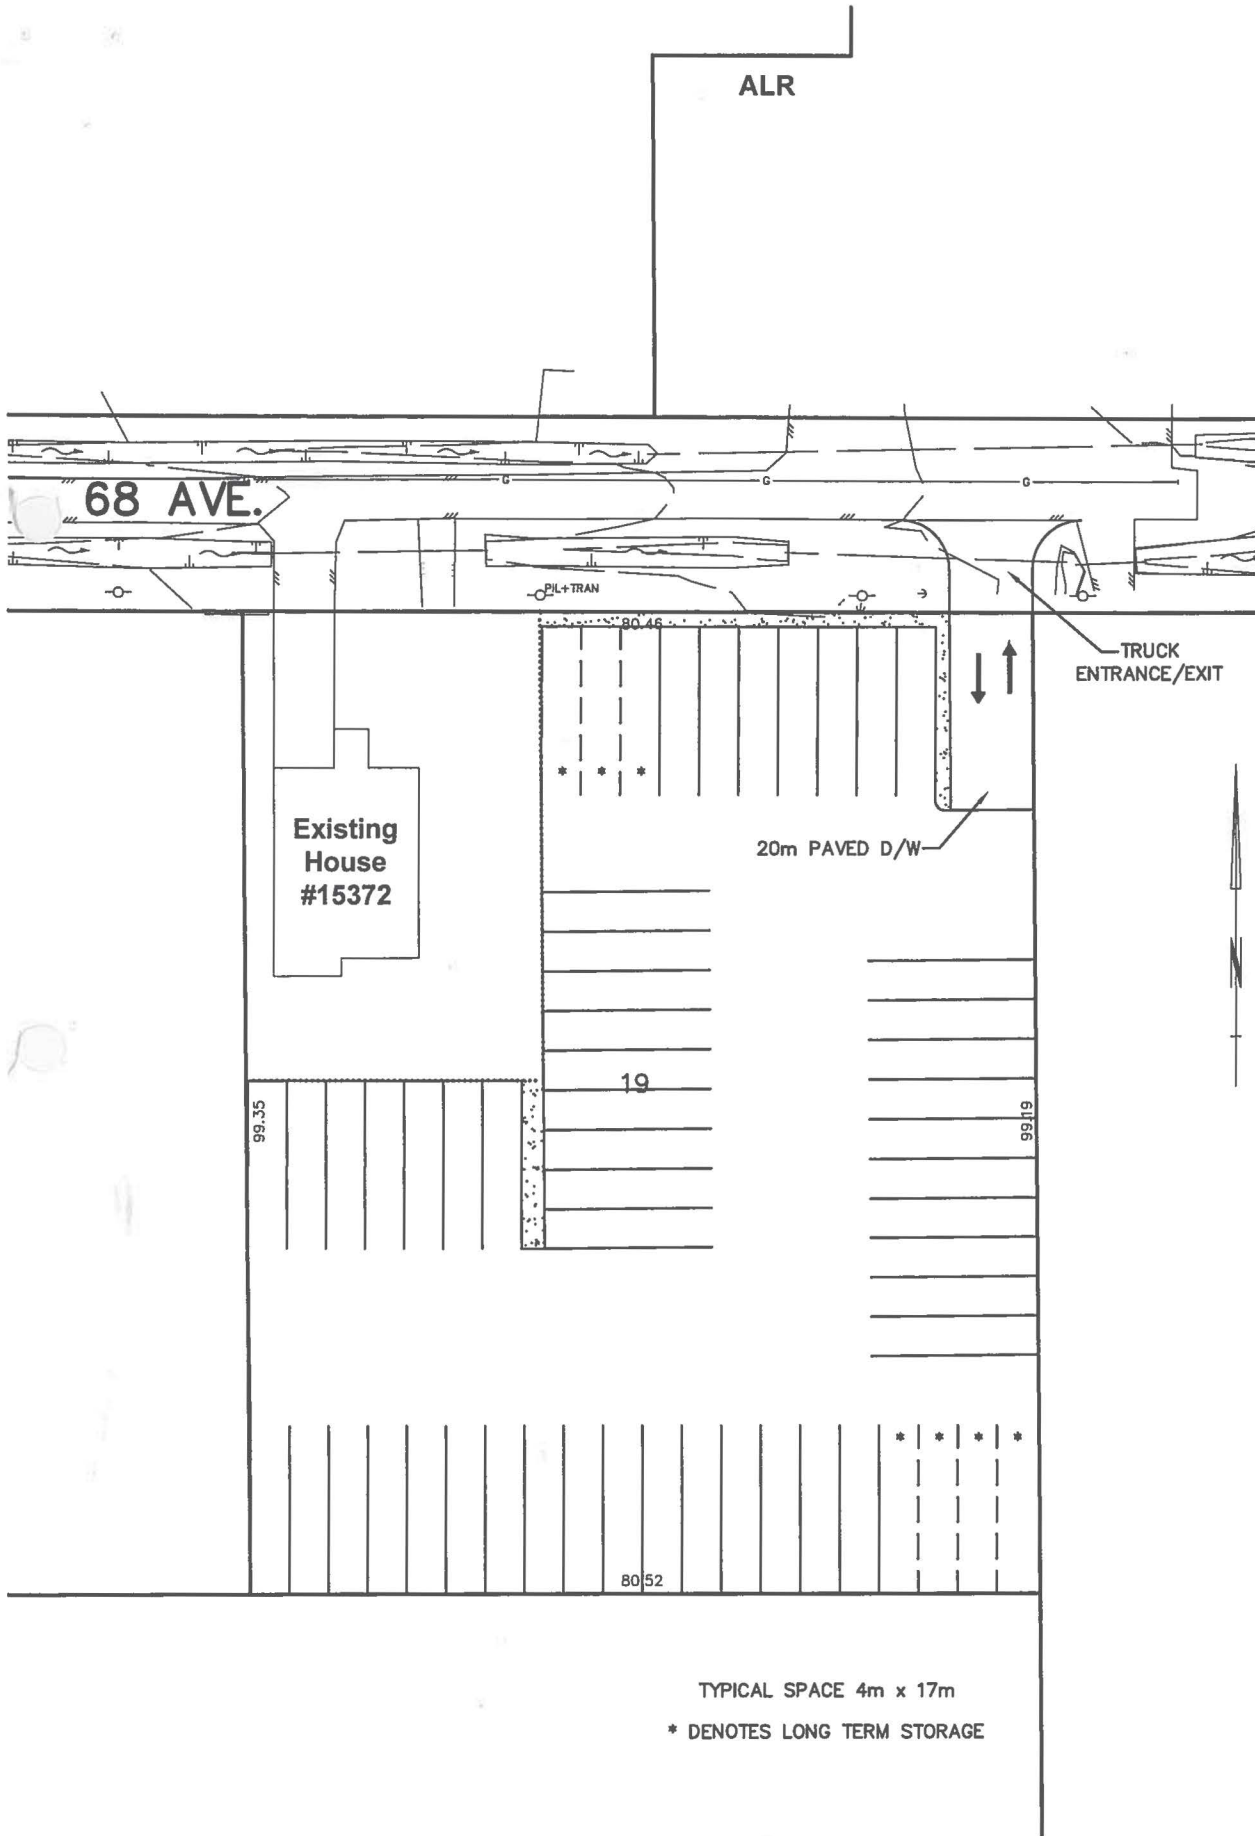 ALR
G
G
G
68 AVE.
PIL+TRAN
80.46
TRUCK
ENTRANCE/EXIT
* * *
20m PAVED D/W
Existing
House
#15372
N
19
99.35
99.19
* * * *
80.52
TYPICAL SPACE 4m x 17m
* DENOTES LONG TERM STORAGE